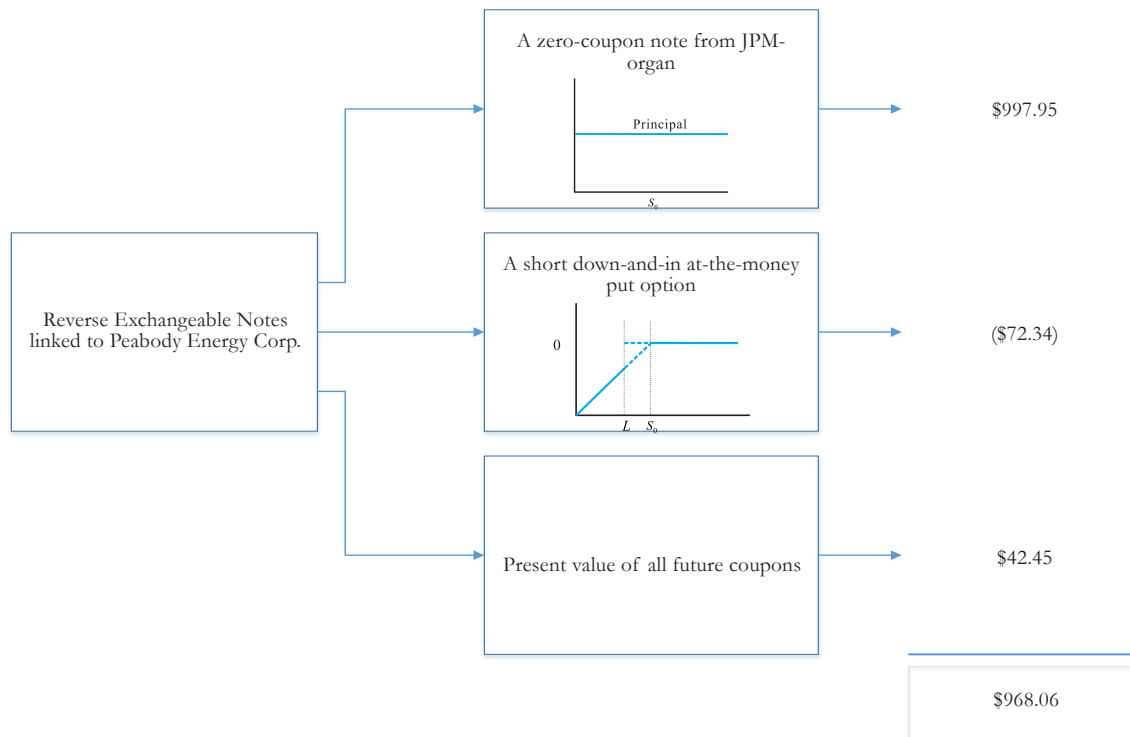 A zero-coupon note from JPM-
organ
Principal
S₀
$997.95
Reverse Exchangeable Notes
linked to Peabody Energy Corp.
A short down-and-in at-the-money
put option
0
L S₀
($72.34)
Present value of all future coupons
$42.45
$968.06